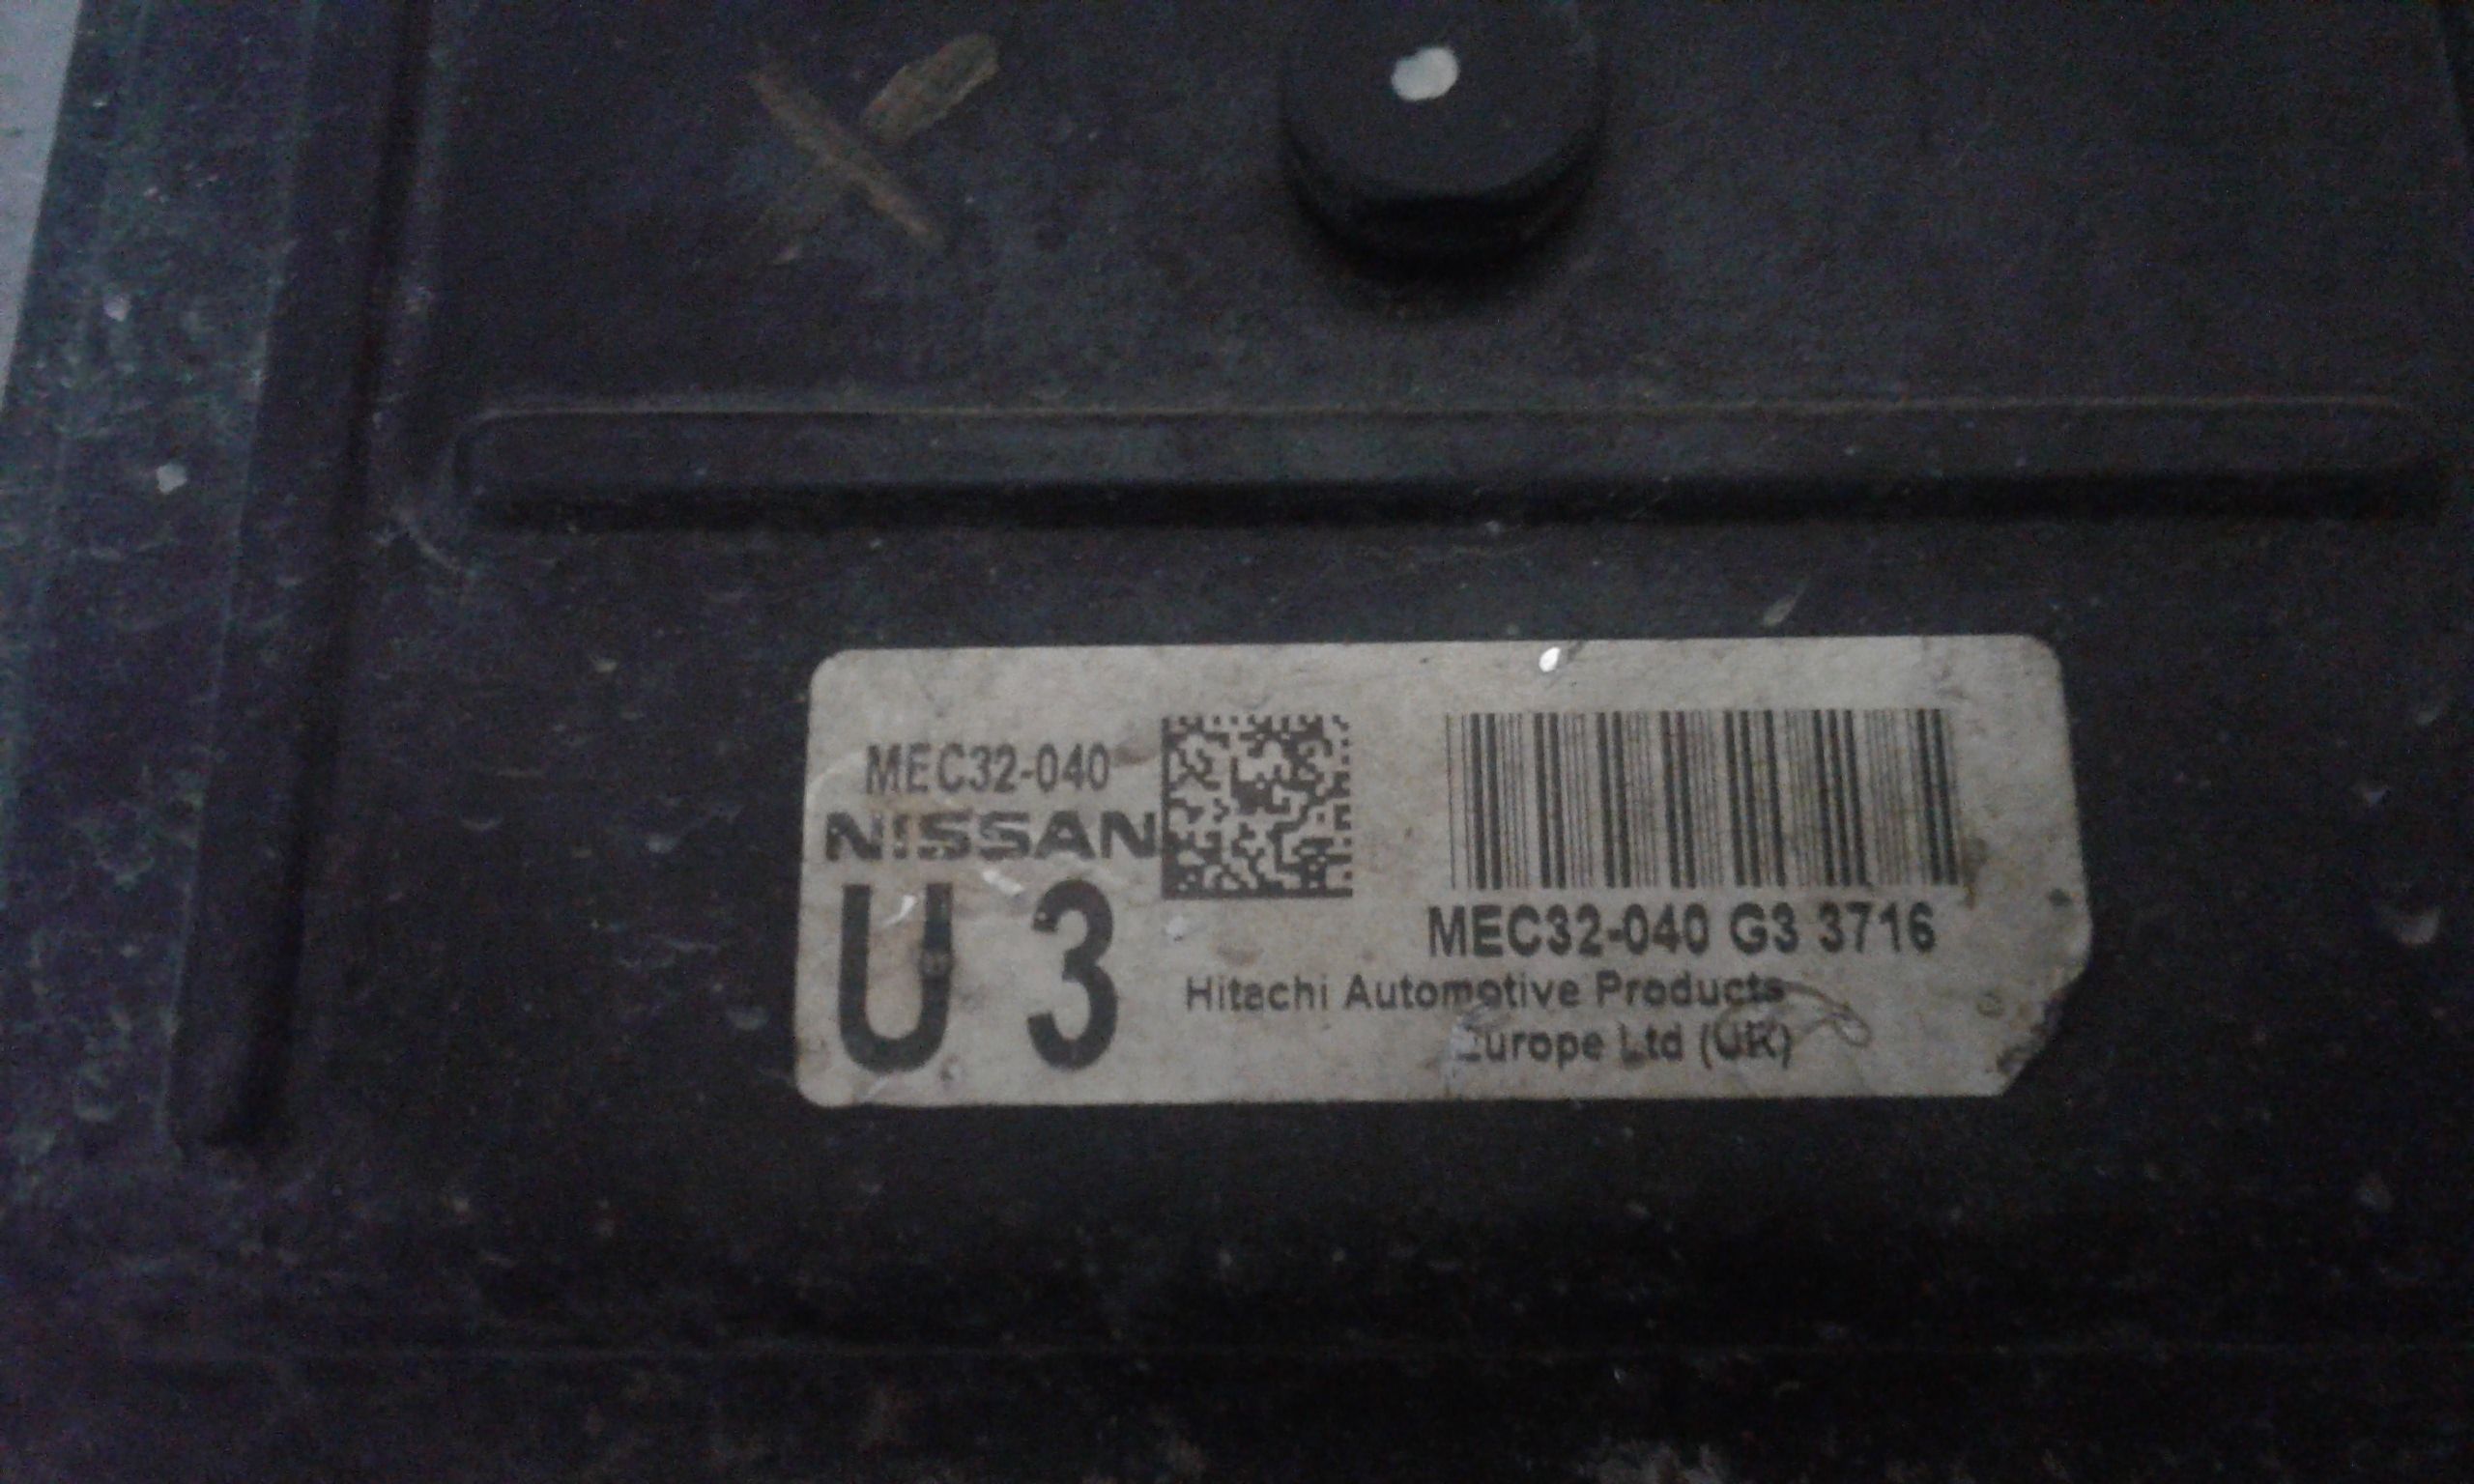 MEC32-040
NISSAN
U 3
MEC32-040 G3 3716
Hitachi Automotive Products
Europe Ltd (UK)